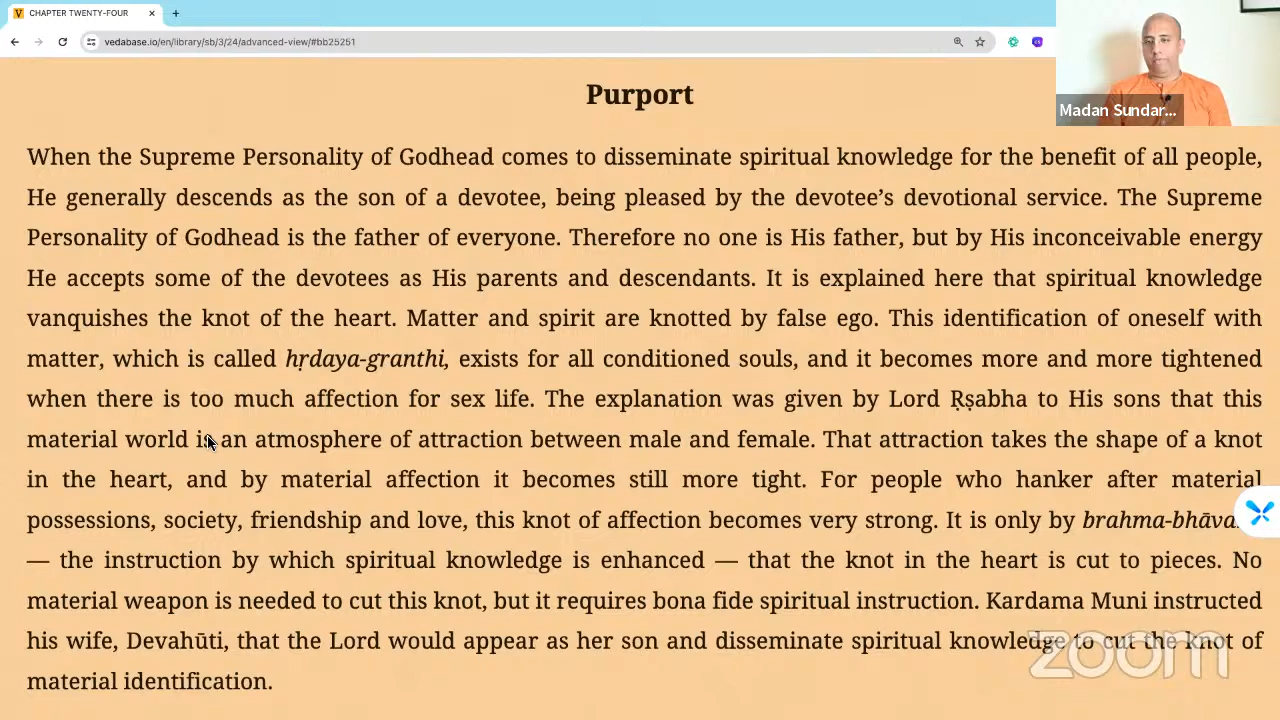 CHAPTER TWENTY-FOUR
vedabase.io/en/library/sb/3/24/advanced-view/#bb25251
Madan Sundar...
Purport
When the Supreme Personality of Godhead comes to disseminate spiritual knowledge for the benefit of all people,
He generally descends as the son of a devotee, being pleased by the devotee’s devotional service. The Supreme
Personality of Godhead is the father of everyone. Therefore no one is His father, but by His inconceivable energy
He accepts some of the devotees as His parents and descendants. It is explained here that spiritual knowledge
vanquishes the knot of the heart. Matter and spirit are knotted by false ego. This identification of oneself with
matter, which is called hṛdaya-granthi, exists for all conditioned souls, and it becomes more and more tightened
when there is too much affection for sex life. The explanation was given by Lord Ṛṣabha to His sons that this
material world is an atmosphere of attraction between male and female. That attraction takes the shape of a knot
in the heart, and by material affection it becomes still more tight. For people who hanker after material
possessions, society, friendship and love, this knot of affection becomes very strong. It is only by
— the instruction by which spiritual knowledge is enhanced — that the knot in the heart is cut to pieces. No
material weapon is needed to cut this knot, but it requires bona fide spiritual instruction. Kardama Muni instructed
his wife, Devahūti, that the Lord would appear as her son and disseminate spiritual knowledge to cut the knot of
material identification.
zoom